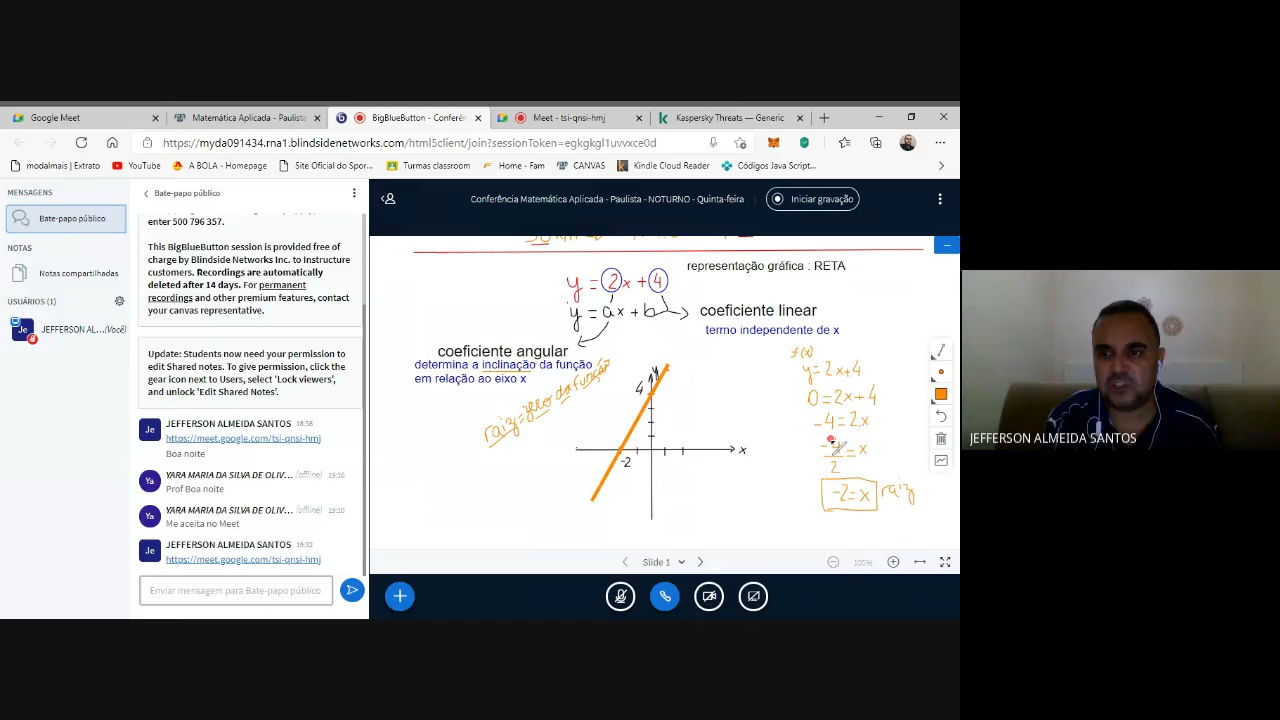 Google Meet
Matemática Aplicada - Paulista
BigBlueButton - Conferên
Meet - tsi-qnsi-hmj
Kaspersky Threats — Generic
https://myda091434.rna1.blindsidenetworks.com/html5client/join?sessionToken=egkgkgl1uvvxce0d
modalmais | Extrato
YouTube
A BOLA - Homepage
Site Oficial do Spor...
Turmas classroom
Home - Fam
CANVAS
Kindle Cloud Reader
Códigos Java Script...
MENSAGENS
Bate-papo público
NOTAS
Notas compartilhadas
USUÁRIOS (1)
Je
JEFFERSON AL... (Você)
Bate-papo público
enter 500 796 357.
This BigBlueButton session is provided free of
charge by Blindside Networks Inc. to Instructure
customers. Recordings are automatically
deleted after 14 days. For permanent
recordings and other premium features, contact
your canvas representative.
Update: Students now need your permission to
edit Shared notes. To give permission, click the
gear icon next to Users, select 'Lock viewers',
and unlock 'Edit Shared Notes'.
Je
JEFFERSON ALMEIDA SANTOS 18:58
https://meet.google.com/tsi-qnsi-hmj
Boa noite
Ya
YARA MARIA DA SILVA DE OLIV... (offline) 19:10
Prof Boa noite
Ya
YARA MARIA DA SILVA DE OLIV... (offline) 19:10
Me aceita no Meet
Je
JEFFERSON ALMEIDA SANTOS 19:32
https://meet.google.com/tsi-qnsi-hmj
Enviar mensagem para Bate-papo público
Conferência Matemática Aplicada - Paulista - NOTURNO - Quinta-feira
Iniciar gravação
representação gráfica : RETA
y = 2x + 4
y = ax + b
coeficiente linear
termo independente de x
coeficiente angular
determina a inclinação da função
em relação ao eixo x
raiz=zero da função
y
4
-2
x
f(x)
y = 2x+4
0 = 2x+4
-4 = 2x
-4/2 = x
-2 = x raiz
Slide 1
100%
JEFFERSON ALMEIDA SANTOS